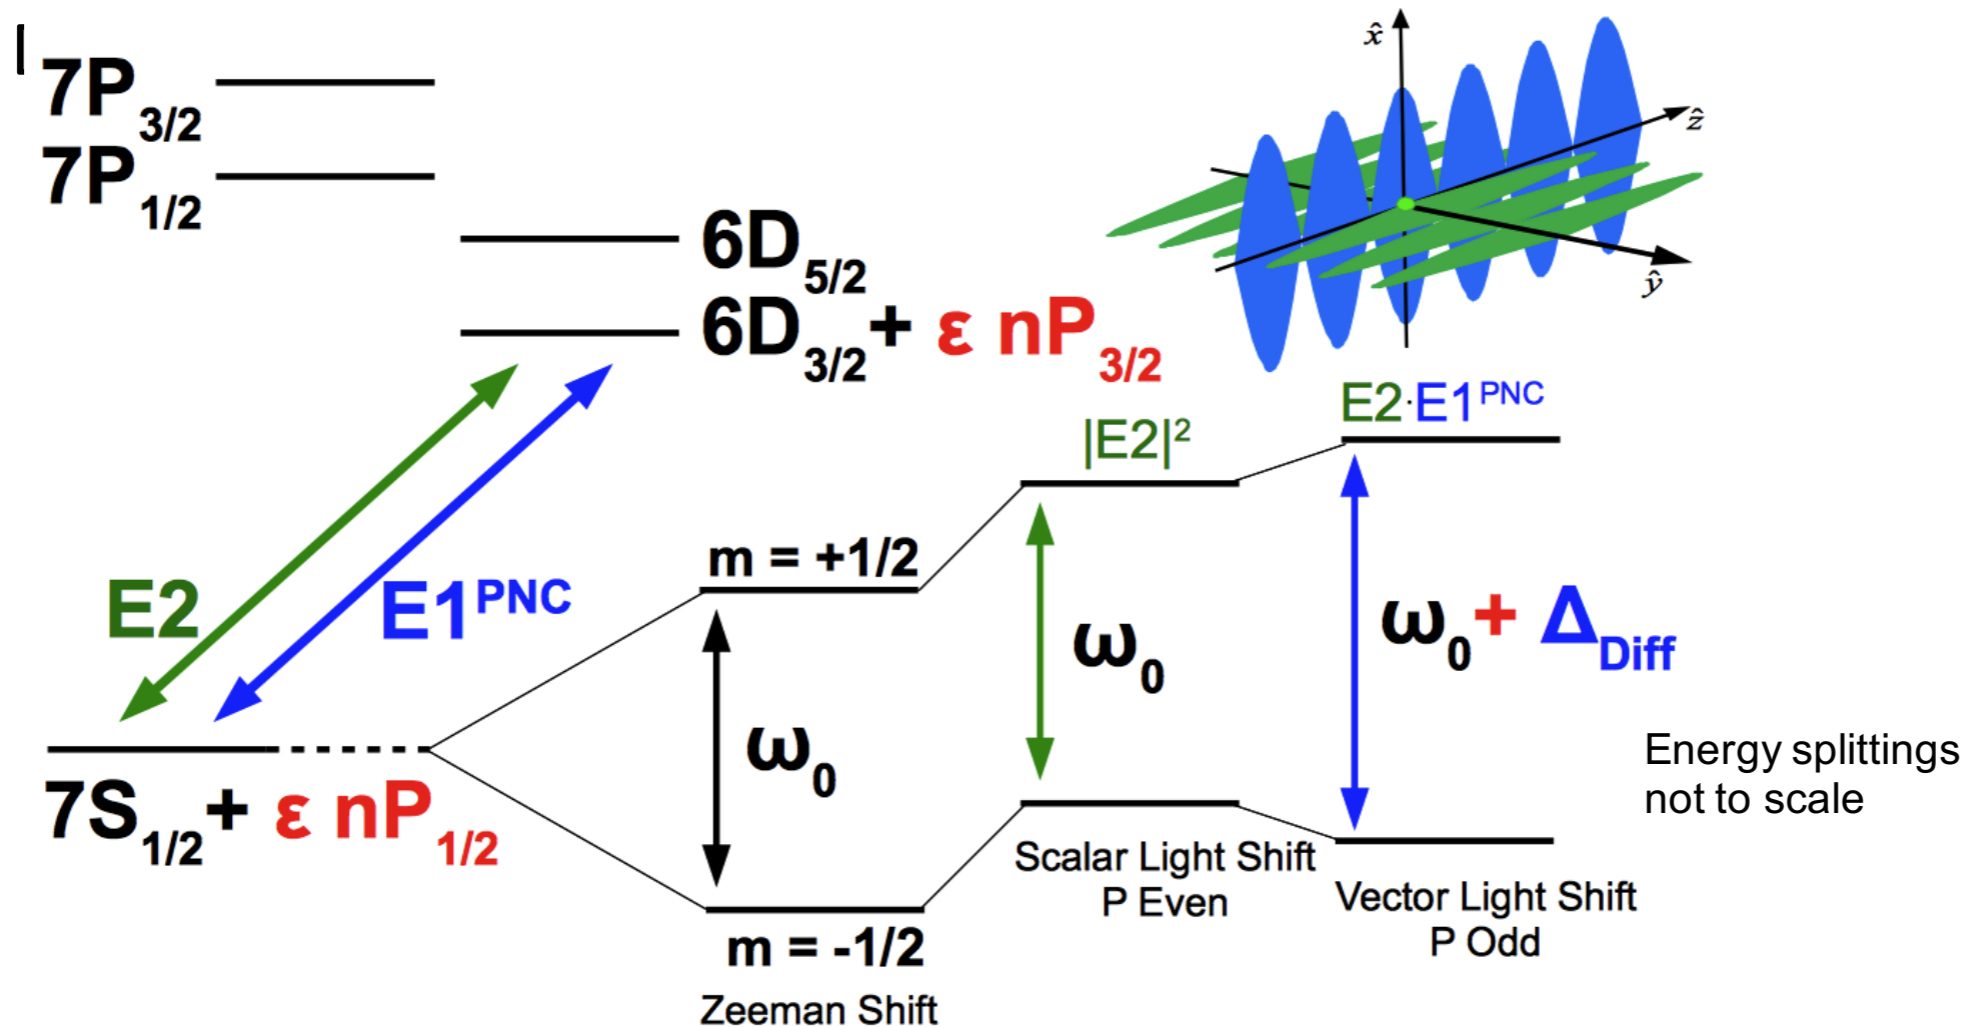 7P3/2
7P1/2
6D5/2
6D3/2 + ε nP3/2
x̂
ẑ
ŷ
E2
E1PNC
7S1/2 + ε nP1/2
m = +1/2
ω0
m = -1/2
Zeeman Shift
|E2|²
ω0
Scalar Light Shift
P Even
E2·E1PNC
ω0 + ΔDiff
Vector Light Shift
P Odd
Energy splittings
not to scale